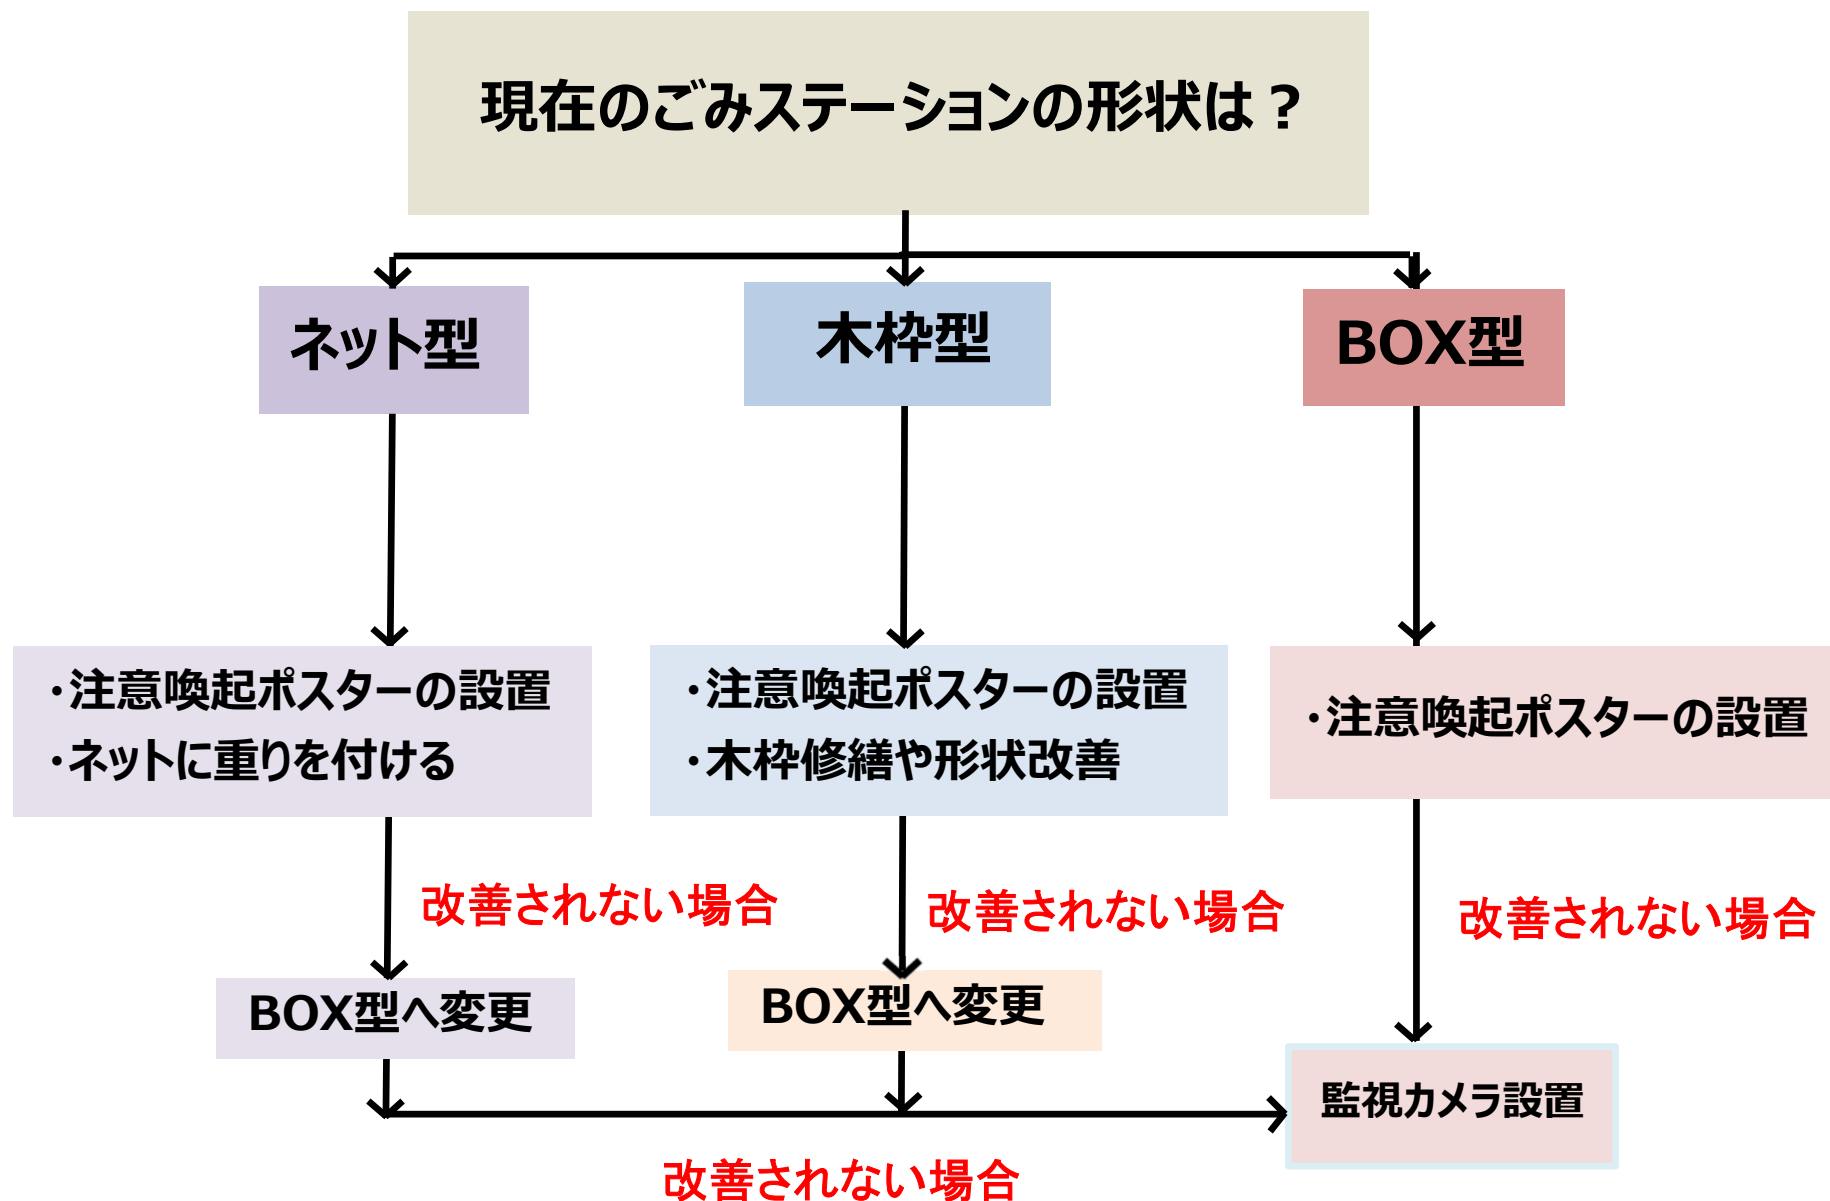 現在のごみステーションの形状は？
ネット型
木枠型
BOX型
・注意喚起ポスターの設置
・ネットに重りを付ける
・注意喚起ポスターの設置
・木枠修繕や形状改善
・注意喚起ポスターの設置
改善されない場合
改善されない場合
改善されない場合
BOX型へ変更
BOX型へ変更
監視カメラ設置
改善されない場合